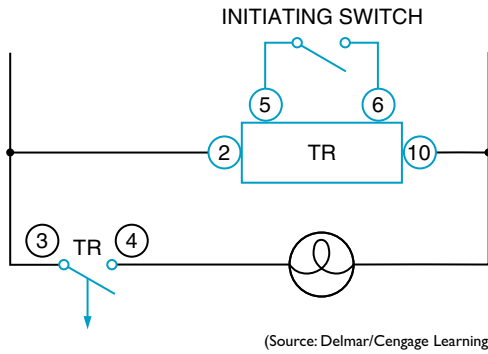 INITIATING SWITCH
5 6
2 TR 10
3 TR 4
(Source: Delmar/Cengage Learning